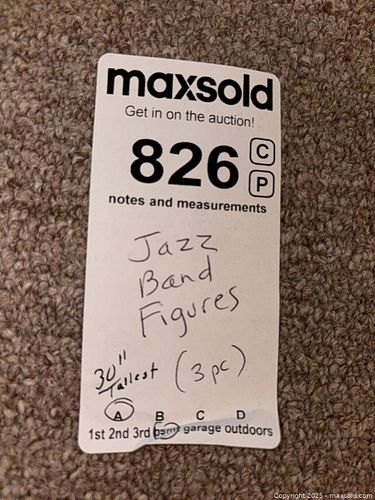 maxsold
Get in on the auction!
826 C
P
notes and measurements
Jazz
Band
Figures
30" (3 pc)
Tallest
A B C D
1st 2nd 3rd bsmt garage outdoors
Copyright 2025 - maxsold.com